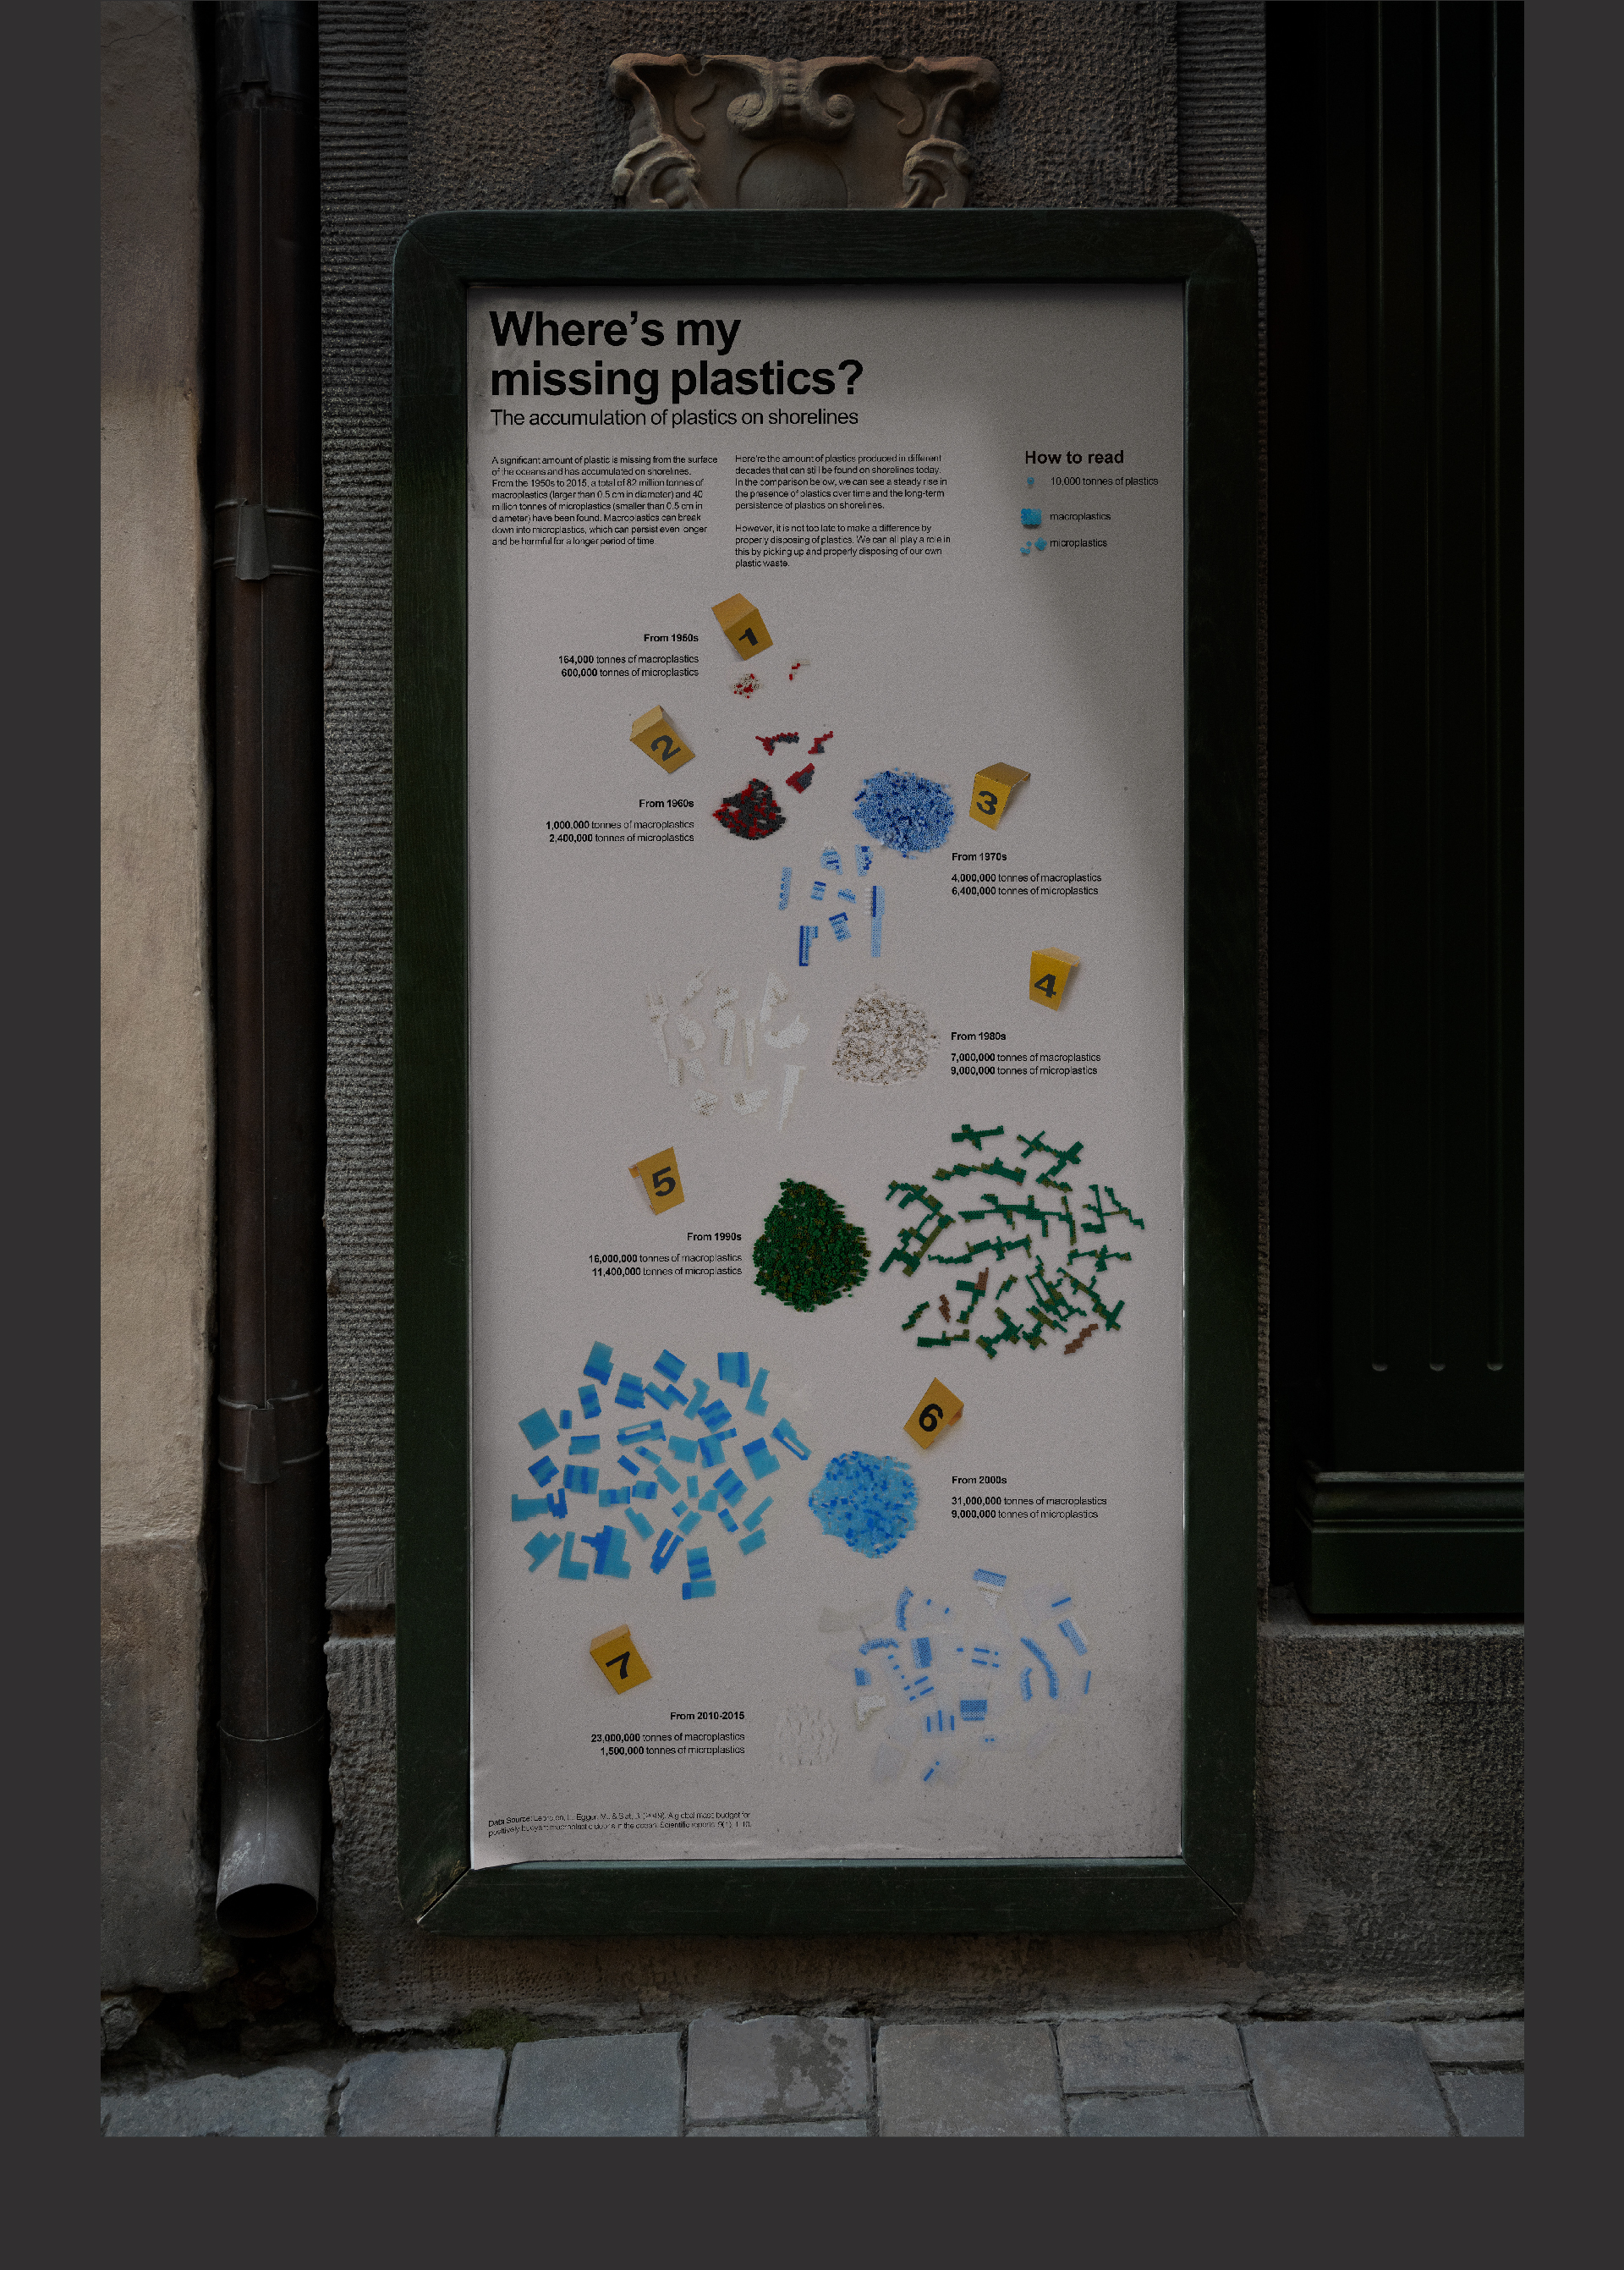 Where's my
missing plastics?
The accumulation of plastics on shorelines
A significant amount of plastic is missing from the surface
of the oceans and has accumulated on shorelines.
From the 1950s to 2015, a total of 82 million tonnes of
macroplastics (larger than 0.5 cm in diameter) and 40
million tonnes of microplastics (smaller than 0.5 cm in
diameter) have been found. Macroplastics can break
down into microplastics, which can persist even longer
and be harmful for a longer period of time.
Here're the amount of plastics produced in different
decades that can still be found on shorelines today.
In the comparison below, we can see a steady rise in
the presence of plastics over time and the long-term
persistence of plastics on shorelines.
However, it is not too late to make a difference by
properly disposing of plastics. We can all play a role in
this by picking up and properly disposing of our own
plastic waste.
How to read
10,000 tonnes of plastics
macroplastics
microplastics
1
From 1950s
164,000 tonnes of macroplastics
600,000 tonnes of microplastics
2
From 1960s
1,000,000 tonnes of macroplastics
2,400,000 tonnes of microplastics
3
From 1970s
4,000,000 tonnes of macroplastics
6,400,000 tonnes of microplastics
4
From 1980s
7,000,000 tonnes of macroplastics
9,000,000 tonnes of microplastics
5
From 1990s
16,000,000 tonnes of macroplastics
11,400,000 tonnes of microplastics
6
From 2000s
31,000,000 tonnes of macroplastics
9,000,000 tonnes of microplastics
7
From 2010-2015
23,000,000 tonnes of macroplastics
1,500,000 tonnes of microplastics
Data Source: Lebreton, L., Egger, M., & Slat, B. (2019). A global mass budget for
positively buoyant macroplastic debris in the ocean. Scientific reports, 9(1), 1-10.